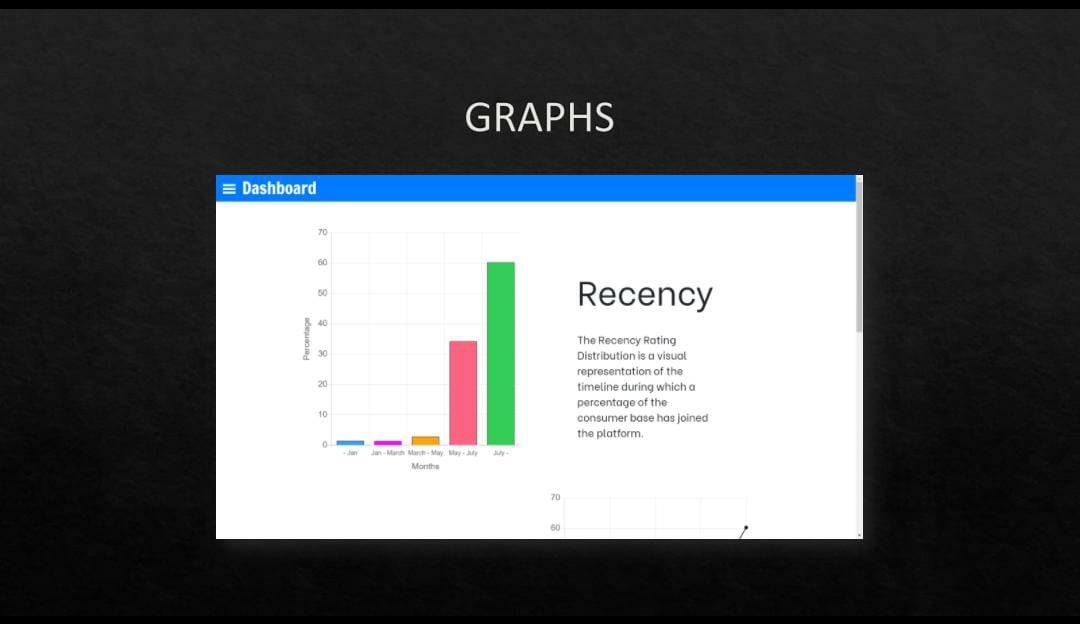 GRAPHS
Dashboard
70
60
50
40
30
20
10
0
Percentage
- Jan
Jan - March
March - May
May - July
July -
Months
Recency
The Recency Rating
Distribution is a visual
representation of the
timeline during which a
percentage of the
consumer base has joined
the platform.
70
60